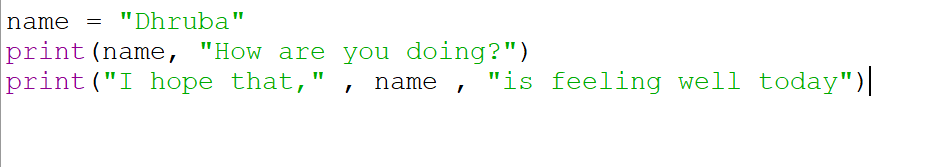 name = "Dhruba"
print(name, "How are you doing?")
print("I hope that," , name , "is feeling well today")